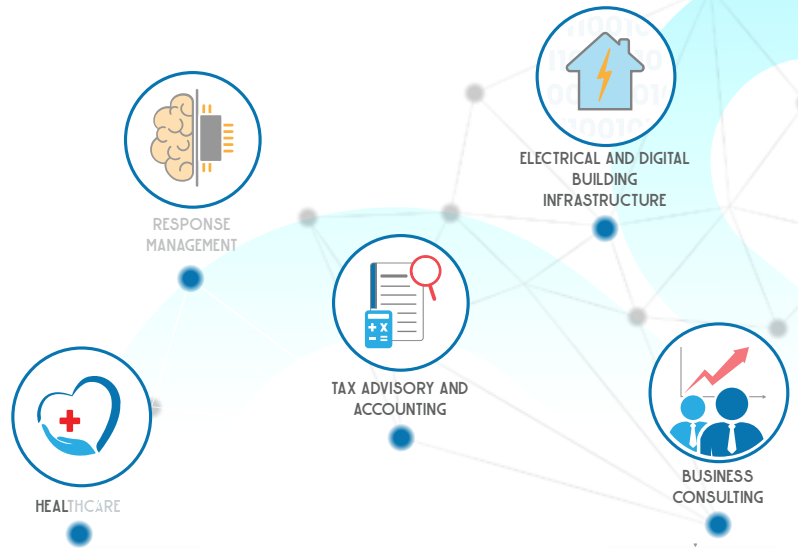 ELECTRICAL AND DIGITAL
BUILDING
INFRASTRUCTURE
RESPONSE
MANAGEMENT
TAX ADVISORY AND
ACCOUNTING
BUSINESS
CONSULTING
HEALTHCARE